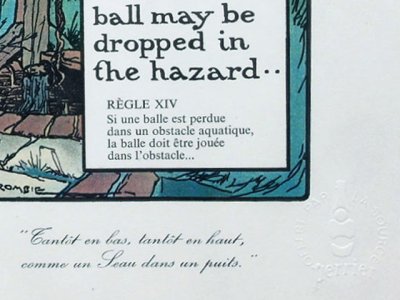 ball may be
dropped in
the hazard..
RÈGLE XIV
Si une balle est perdue
dans un obstacle aquatique,
la balle doit être jouée
dans l'obstacle...
"Tantôt en bas, tantôt en haut,
comme un Seau dans un puits."
perrier